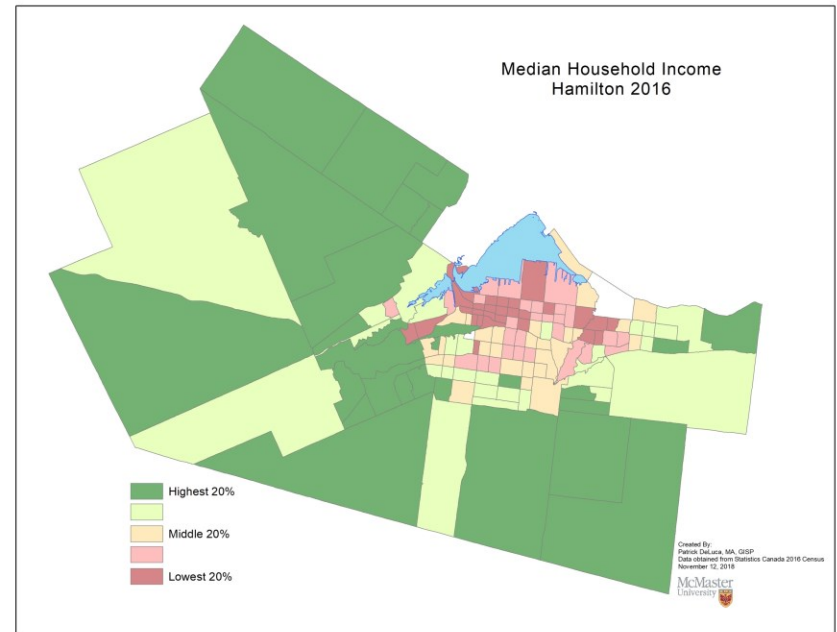 Median Household Income
Hamilton 2016
Highest 20%
Middle 20%
Lowest 20%
Created By:
Patrick DeLuca, MA, GISP
Data obtained from Statistics Canada 2016 Census
November 12, 2018
McMaster
University